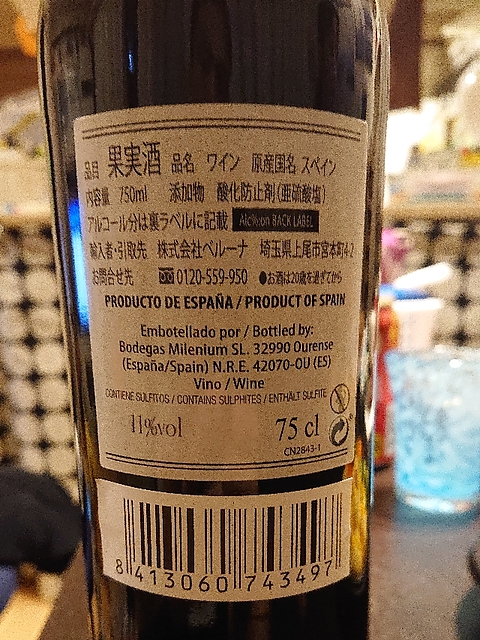 品目 果実酒 品名 ワイン 原産国名 スペイン
内容量 750ml 添加物 酸化防止剤(亜硫酸塩)
アルコール分は裏ラベルに記載 Alc%:on BACK LABEL
輸入者・引取先 株式会社ベルーナ 埼玉県上尾市宮本町4-2
お問合せ先 0120-559-950 ●お酒は20歳を過ぎてから
PRODUCTO DE ESPAÑA / PRODUCT OF SPAIN
Embotellado por / Bottled by:
Bodegas Milenium SL. 32990 Ourense
(España/Spain) N.R.E. 42070-OU (ES)
Vino / Wine
CONTIENE SULFITOS / CONTAINS SULPHITES / ENTHÄLT SULFITE
11%vol 75 cl
CN2843-1
8 413060 743497